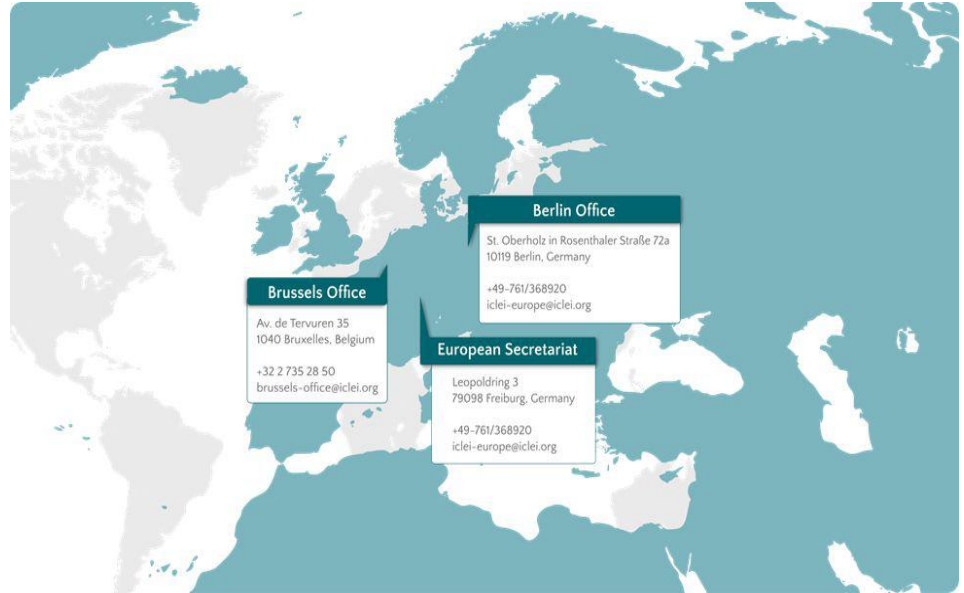 Berlin Office
St. Oberholz in Rosenthaler Straße 72a
10119 Berlin, Germany
+49-761/368920
iclei-europe@iclei.org
Brussels Office
Av. de Tervuren 35
1040 Bruxelles, Belgium
+32 2 735 28 50
brussels-office@iclei.org
European Secretariat
Leopoldring 3
79098 Freiburg, Germany
+49-761/368920
iclei-europe@iclei.org